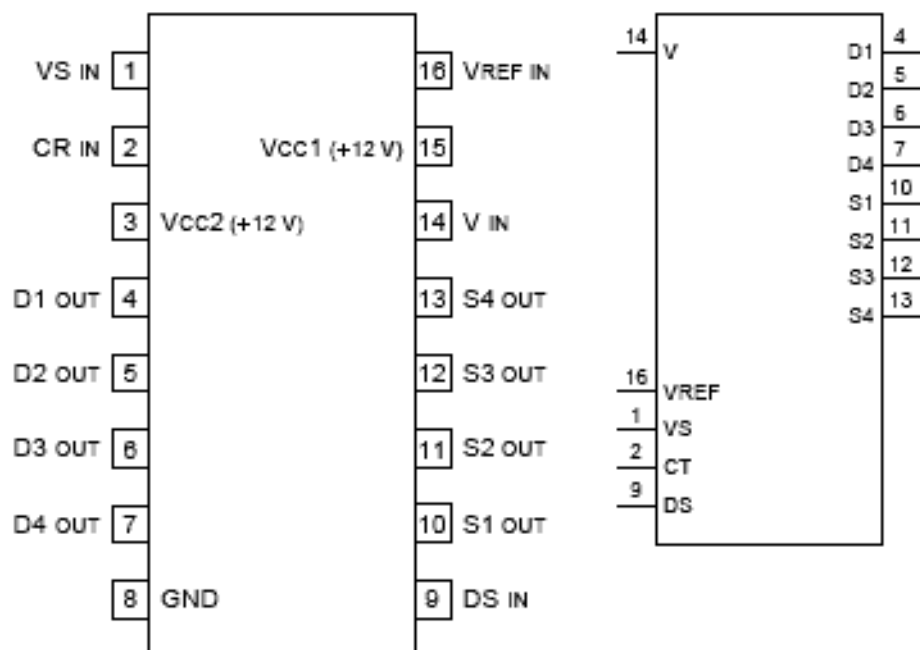 VS IN 1
CR IN 2
3 VCC2 (+12 V)
D1 OUT 4
D2 OUT 5
D3 OUT 6
D4 OUT 7
8 GND
16 VREF IN
VCC1 (+12 V) 15
14 V IN
13 S4 OUT
12 S3 OUT
11 S2 OUT
10 S1 OUT
9 DS IN
14 V
16 VREF
1 VS
2 CT
9 DS
D1 4
D2 5
D3 6
D4 7
S1 10
S2 11
S3 12
S4 13